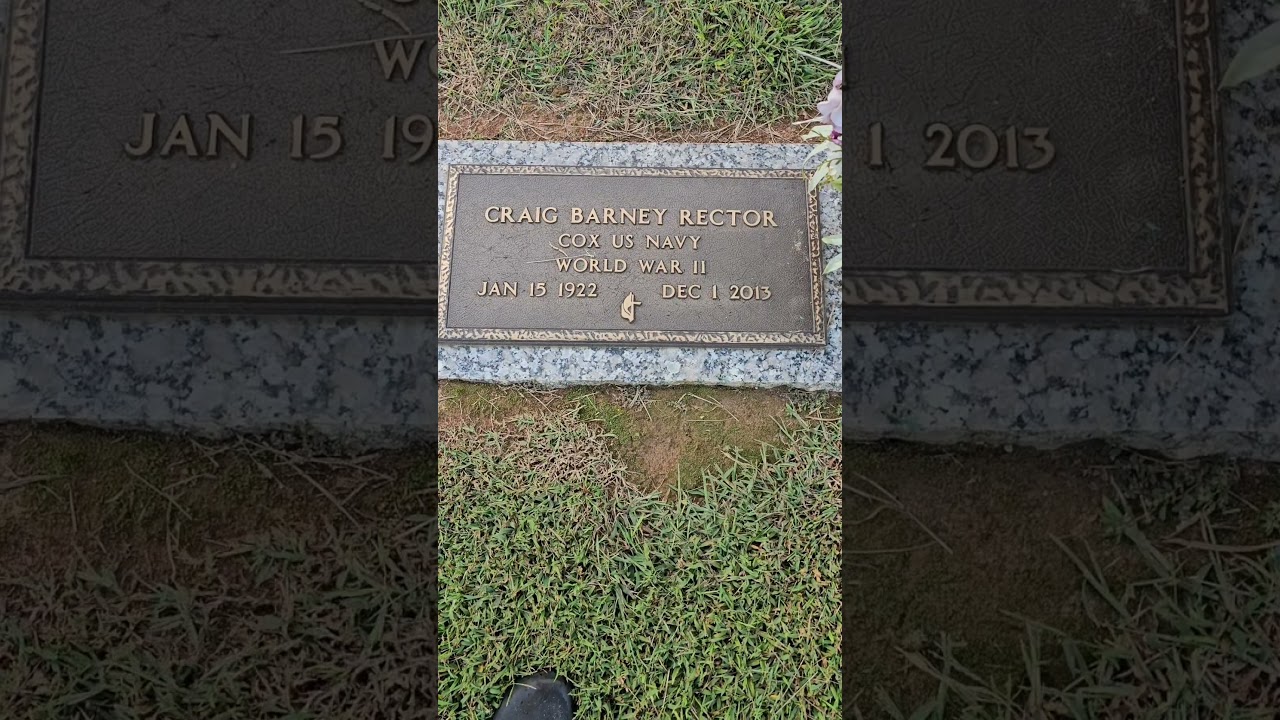 CRAIG BARNEY RECTOR
COX US NAVY
WORLD WAR II
JAN 15 1922 DEC 1 2013